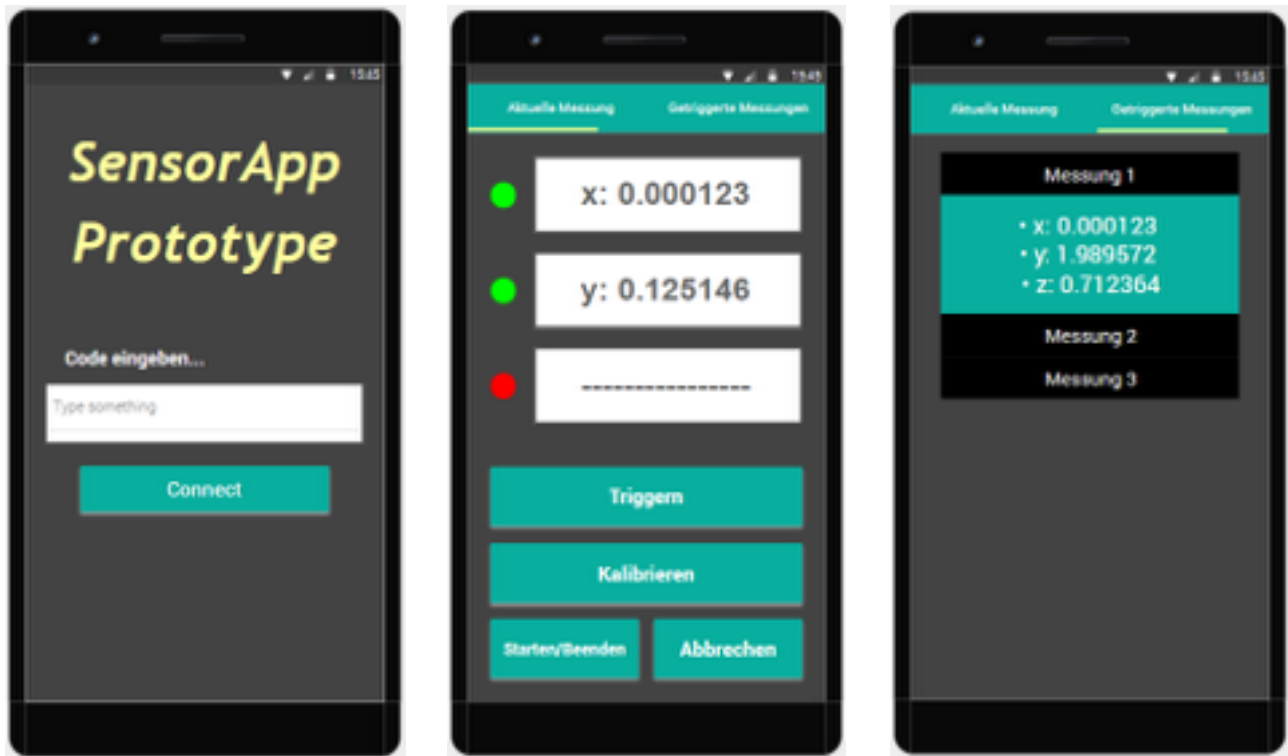 15:45
SensorApp
Prototype
Code eingeben...
Type something
Connect
15:45
Aktuelle Messung
Getriggerte Messungen
x: 0.000123
y: 0.125146
----------------
Triggern
Kalibrieren
Starten/Beenden
Abbrechen
15:45
Aktuelle Messung
Getriggerte Messungen
Messung 1
• x: 0.000123
• y: 1.989572
• z: 0.712364
Messung 2
Messung 3